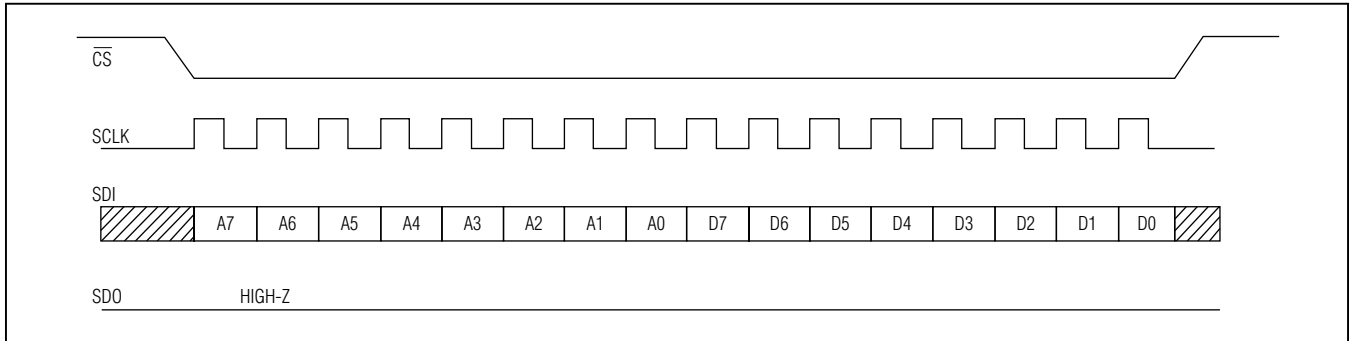 C̅S̅
SCLK
SDI
A7 A6 A5 A4 A3 A2 A1 A0 D7 D6 D5 D4 D3 D2 D1 D0
SDO HIGH-Z